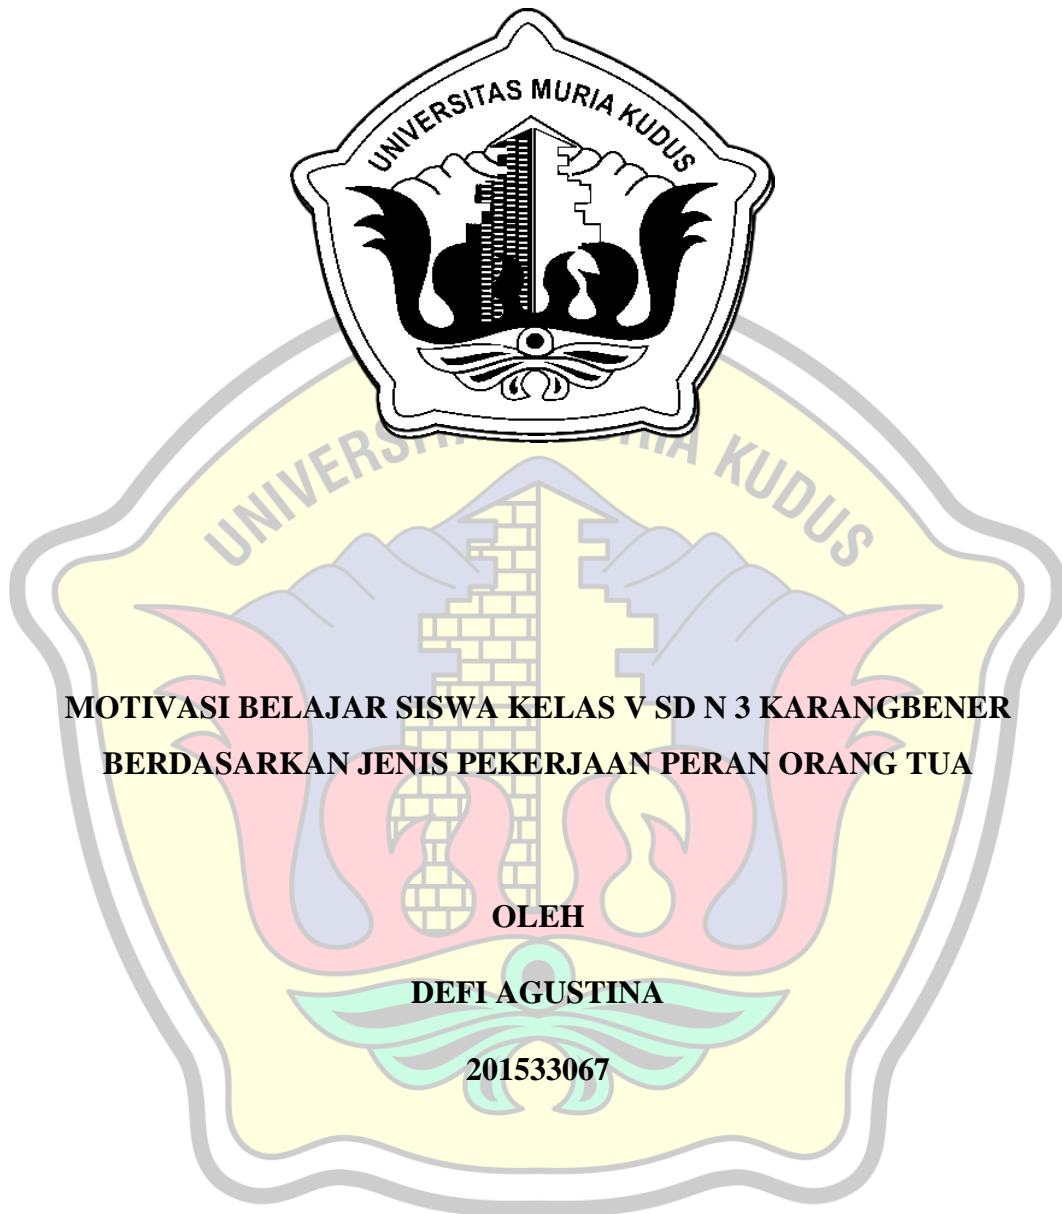 UNIVERSITAS MURIA KUDUS
UNIVERSITAS MURIA KUDUS
MOTIVASI BELAJAR SISWA KELAS V SD N 3 KARANGBENER
BERDASARKAN JENIS PEKERJAAN PERAN ORANG TUA
OLEH
DEFI AGUSTINA
201533067